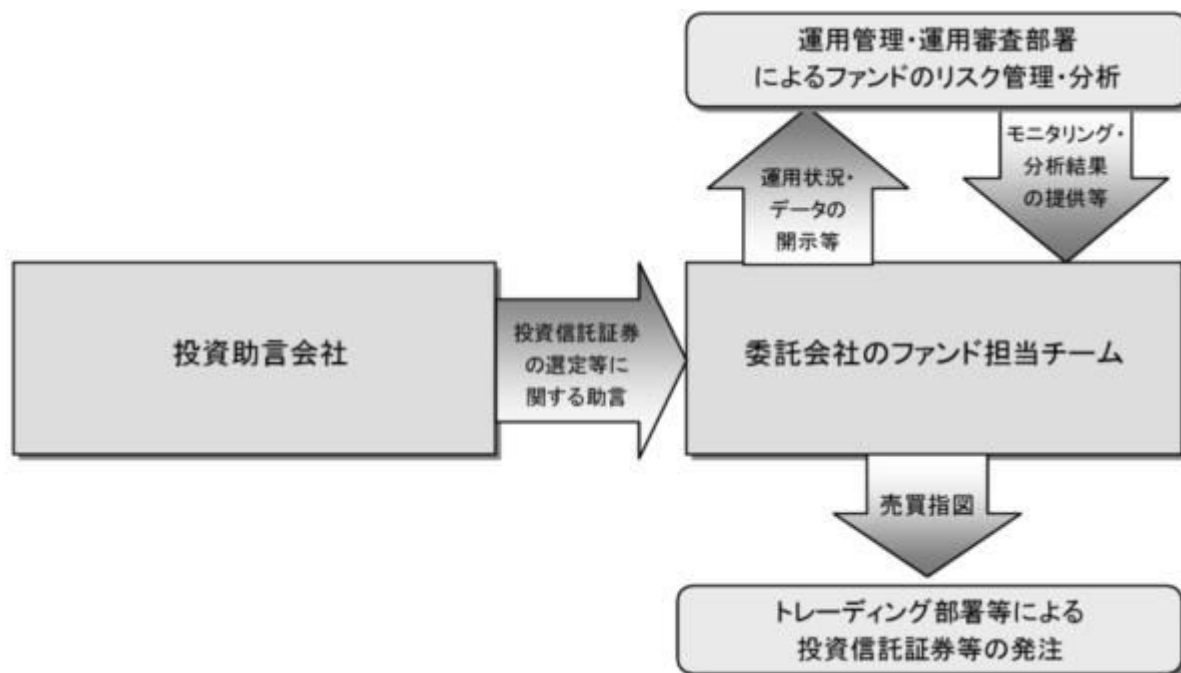 運用管理・運用審査部署
によるファンドのリスク管理・分析
運用状況・
データの
開示等
モニタリング・
分析結果
の提供等
投資助言会社
投資信託証券
の選定等に
関する助言
委託会社のファンド担当チーム
売買指図
トレーディング部署等による
投資信託証券等の発注